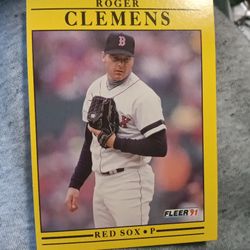 ROGER
CLEMENS
B
X
FLEER 91
RED SOX • P